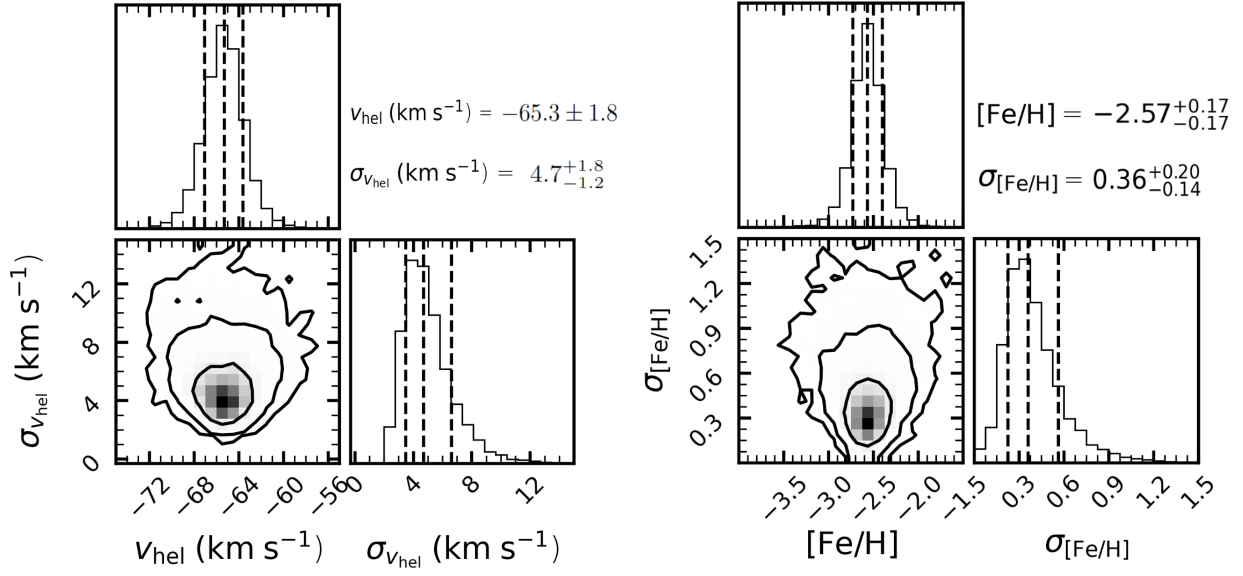 v_hel (km s⁻¹) = −65.3 ± 1.8
σ_v_hel (km s⁻¹) = 4.7 +1.8 −1.2
σ_v_hel (km s⁻¹)
12
8
4
0
−72 −68 −64 −60 −56
0 4 8 12
v_hel (km s⁻¹)
σ_v_hel (km s⁻¹)
[Fe/H] = −2.57 +0.17 −0.17
σ_[Fe/H] = 0.36 +0.20 −0.14
σ_[Fe/H]
1.5
1.2
0.9
0.6
0.3
−3.5 −3.0 −2.5 −2.0 −1.5
0.3 0.6 0.9 1.2 1.5
[Fe/H]
σ_[Fe/H]